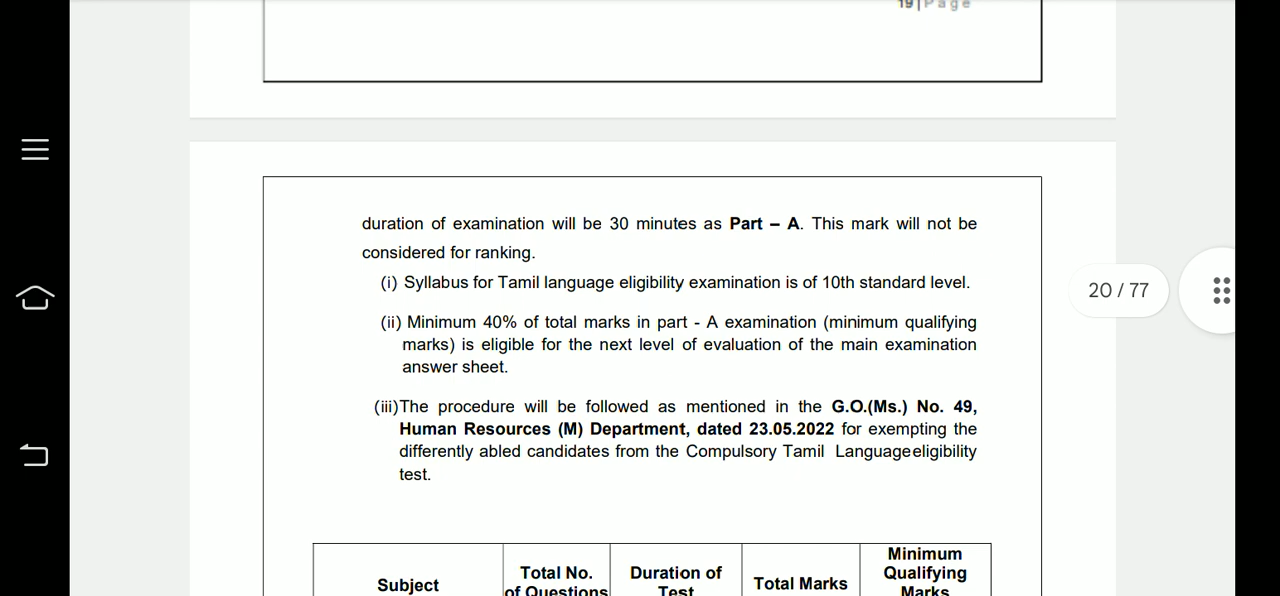 19 | P a g e
duration of examination will be 30 minutes as Part – A. This mark will not be
considered for ranking.
(i) Syllabus for Tamil language eligibility examination is of 10th standard level.
(ii) Minimum 40% of total marks in part - A examination (minimum qualifying
marks) is eligible for the next level of evaluation of the main examination
answer sheet.
(iii)The procedure will be followed as mentioned in the G.O.(Ms.) No. 49,
Human Resources (M) Department, dated 23.05.2022 for exempting the
differently abled candidates from the Compulsory Tamil Languageeligibility
test.
20 / 77
Subject
Total No.
of Questions
Duration of
Test
Total Marks
Minimum
Qualifying
Marks